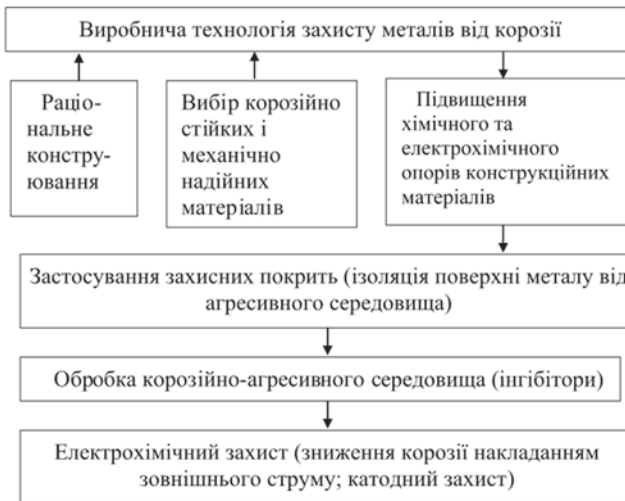 Виробнича технологія захисту металів від корозії
Раціо-
нальне
констру-
ювання
Вибір корозійно
стійких і
механічно
надійних
матеріалів
Підвищення
хімічного та
електрохімічного
опорів конструкційних
матеріалів
Застосування захисних покрить (ізоляція поверхні металу від
агресивного середовища)
Обробка корозійно-агресивного середовища (інгібітори)
Електрохімічний захист (зниження корозії накладанням
зовнішнього струму; катодний захист)